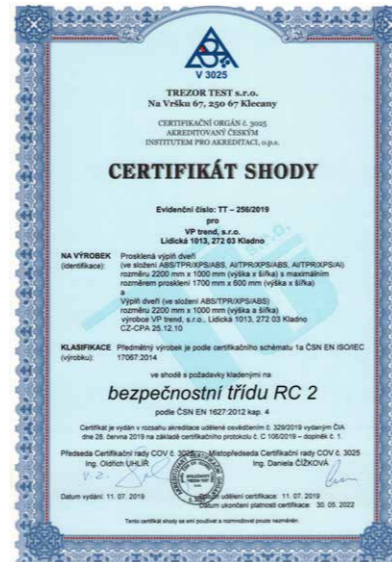 V 3025
TREZOR TEST s.r.o.
Na Vršku 67, 250 67 Klecany
CERTIFIKAČNÍ ORGÁN č. 3025
AKREDITOVANÝ ČESKÝM
INSTITUTEM PRO AKREDITACI, o.p.s.
CERTIFIKÁT SHODY
Evidenční číslo: TT – 256/2019
pro
VP trend, s.r.o.
Lidická 1013, 272 03 Kladno
NA VÝROBEK Prosklená výplň dveří
(identifikace): (ve složení ABS/TPR/XPS/ABS, Al/TPR/XPS/ABS, Al/TPR/XPS/Al)
rozměru 2200 mm x 1000 mm (výška x šířka) s maximálním
rozměrem prosklení 1700 mm x 600 mm (výška x šířka)
a
Výplň dveří (ve složení ABS/TPR/XPS/ABS)
rozměru 2200 mm x 1000 mm (výška x šířka)
výrobce VP trend, s.r.o., Lidická 1013, 272 03 Kladno
CZ-CPA 25.12.10
KLASIFIKACE Předmětný výrobek je podle certifikačního schématu 1a ČSN EN ISO/IEC
(výrobku): 17067:2014
ve shodě s požadavky kladenými na
bezpečnostní třídu RC 2
podle ČSN EN 1627:2012 kap. 4
Certifikát je vydán v rozsahu akreditace udělené osvědčením č. 329/2019 vydaným ČIA
dne 28. června 2019 na základě certifikačního protokolu č. C 106/2019 – doplněk č. 1.
Předseda Certifikační rady COV č. 3025 Místopředseda Certifikační rady COV č. 3025
Ing. Oldřich UHLÍŘ Ing. Daniela ČÍŽKOVÁ
Datum vydání: 11. 07. 2019 udělení certifikace: 11. 07. 2019
Datum ukončení platnosti certifikace: 30. 05. 2022
Tento certifikát shody smí být používán a rozmnožován pouze nezměněn.